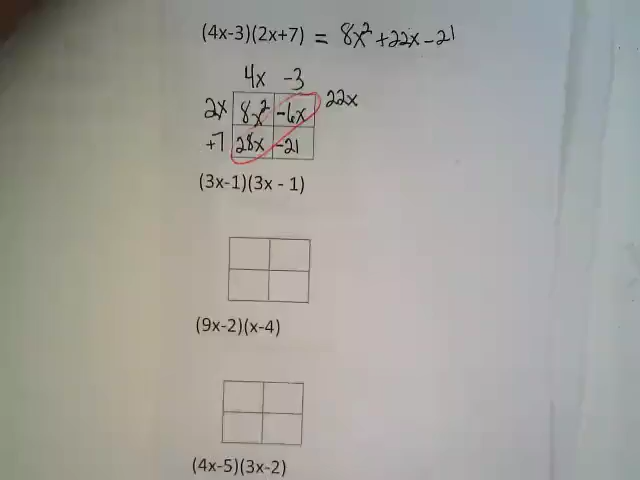 (4x-3)(2x+7) = 8x² +22x - 21
4x -3
2x 8x² -6x 22x
+7 28x -21
(3x-1)(3x - 1)
(9x-2)(x-4)
(4x-5)(3x-2)